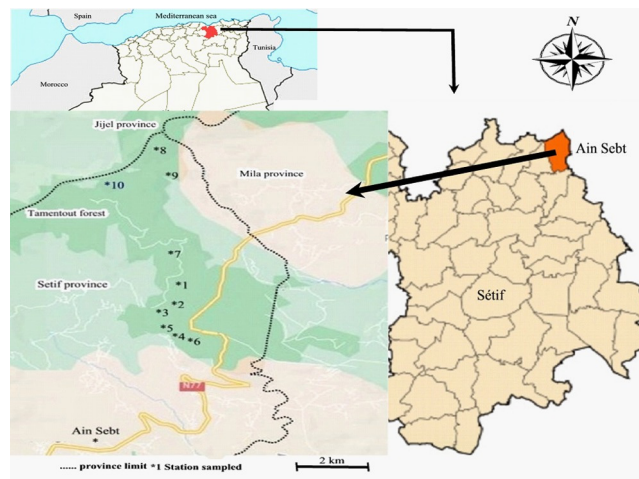 Spain
Mediterranean sea
Tunisia
Morocco
N
Jijel province
*8
*9
*10
Mila province
Tamentout forest
*7
Setif province
*1
*2
*3
*5
*4
*6
N77
Ain Sebt
*
Ain Sebt
Sétif
...... province limit *1 Station sampled
2 km